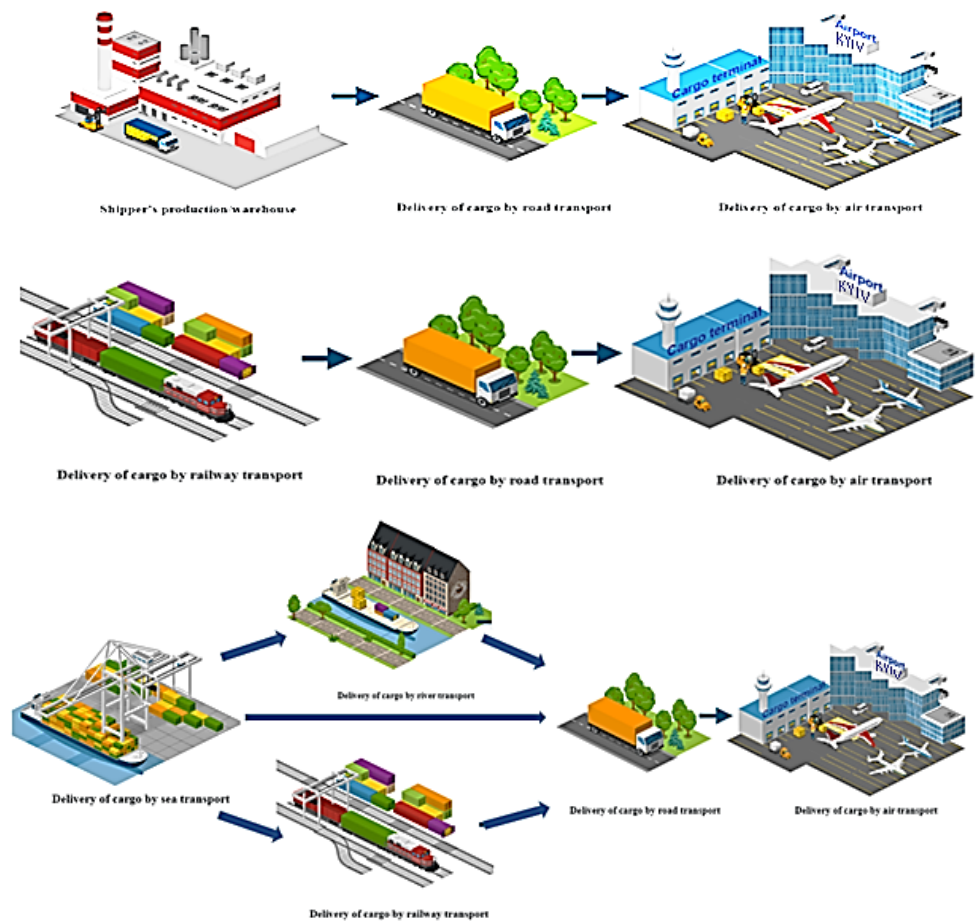 Airport
KYIV
Cargo terminal
Shipper's production/warehouse
Delivery of cargo by road transport
Delivery of cargo by air transport
Airport
KYIV
Cargo terminal
Delivery of cargo by railway transport
Delivery of cargo by road transport
Delivery of cargo by air transport
Delivery of cargo by river transport
Airport
KYIV
Cargo terminal
Delivery of cargo by sea transport
Delivery of cargo by road transport
Delivery of cargo by air transport
Delivery of cargo by railway transport